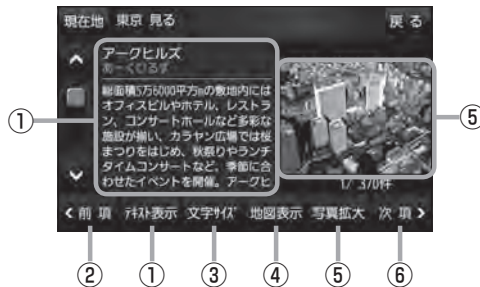 現在地 東京 見る
戻る
アークヒルズ
あーくひるず
総面積5万6000平方mの敷地内には
オフィスビルやホテル、レストラ
ン、コンサートホールなど多彩な
施設が揃い、カラヤン広場では桜
まつりをはじめ、秋祭りやランチ
タイムコンサートなど、季節に合
わせたイベントを開催。アークヒ
1/ 370件
①
⑤
前 項 テキスト表示 文字サイズ 地図表示 写真拡大 次 項
② ① ③ ④ ⑤ ⑥